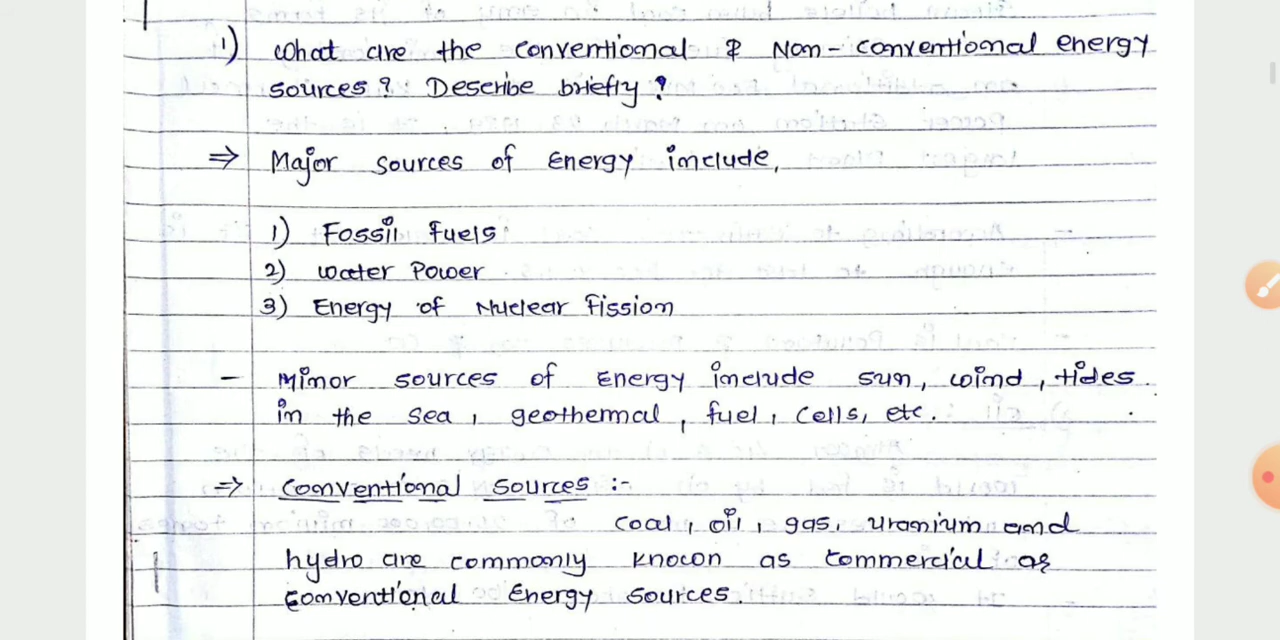 1) What are the conventional & Non-conventional energy
sources? Describe briefly?
⇒ Major sources of Energy include,
1) Fossil fuels
2) Water Power
3) Energy of Nuclear fission
- Minor sources of Energy include sun, wind, tides
in the sea, geothermal, fuel, cells, etc.
⇒ Conventional sources :-
coal, oil, gas, uranium and
hydro are commonly known as commercial as
conventional Energy sources.